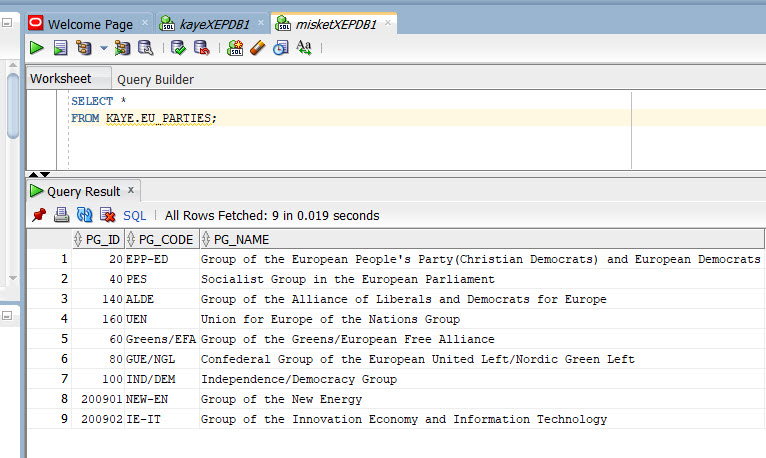 Welcome Page kayeXEPDB1 misketXEPDB1
Worksheet Query Builder
SELECT *
FROM KAYE.EU_PARTIES;
Query Result x
SQL All Rows Fetched: 9 in 0.019 seconds
PG_ID PG_CODE PG_NAME
1 20 EPP-ED Group of the European People's Party(Christian Democrats) and European Democrats
2 40 PES Socialist Group in the European Parliament
3 140 ALDE Group of the Alliance of Liberals and Democrats for Europe
4 160 UEN Union for Europe of the Nations Group
5 60 Greens/EFA Group of the Greens/European Free Alliance
6 80 GUE/NGL Confederal Group of the European United Left/Nordic Green Left
7 100 IND/DEM Independence/Democracy Group
8 200901 NEW-EN Group of the New Energy
9 200902 IE-IT Group of the Innovation Economy and Information Technology